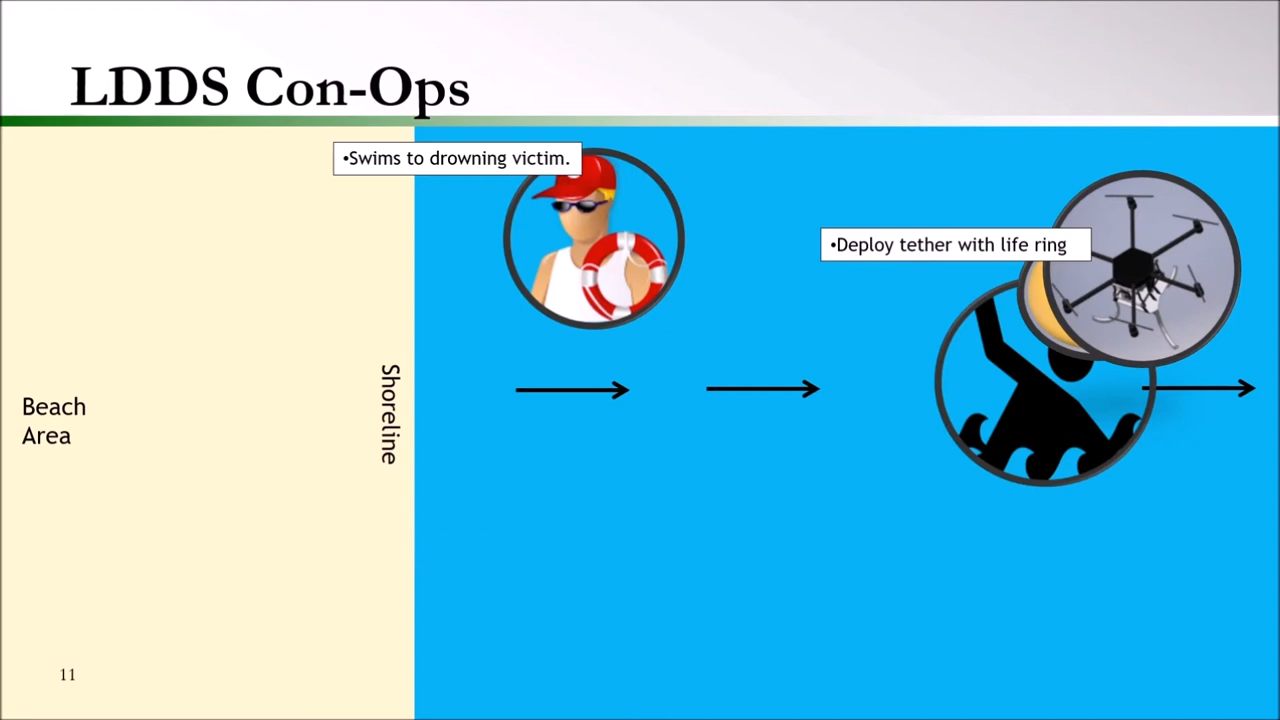 LDDS Con-Ops
•Swims to drowning victim.
•Deploy tether with life ring
Shoreline
Beach
Area
11